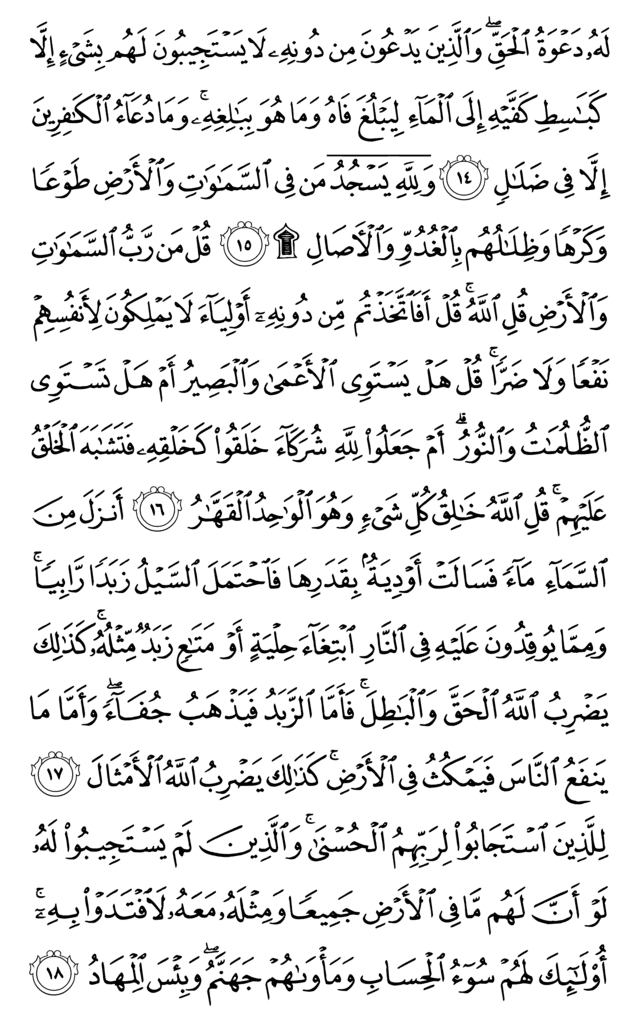 لَهُۥ دَعۡوَةُ ٱلۡحَقِّۖ وَٱلَّذِينَ يَدۡعُونَ مِن دُونِهِۦ لَا يَسۡتَجِيبُونَ لَهُم بِشَيۡءٍ إِلَّا
كَبَٰسِطِ كَفَّيۡهِ إِلَى ٱلۡمَآءِ لِيَبۡلُغَ فَاهُ وَمَا هُوَ بِبَٰلِغِهِۦۚ وَمَا دُعَآءُ ٱلۡكَٰفِرِينَ
إِلَّا فِي ضَلَٰلٖ ١٤ وَلِلَّهِۤ يَسۡجُدُۤ مَن فِي ٱلسَّمَٰوَٰتِ وَٱلۡأَرۡضِ طَوۡعٗا
وَكَرۡهٗا وَظِلَٰلُهُم بِٱلۡغُدُوِّ وَٱلۡأٓصَالِ ۩ ١٥ قُلۡ مَن رَّبُّ ٱلسَّمَٰوَٰتِ
وَٱلۡأَرۡضِ قُلِ ٱللَّهُۚ قُلۡ أَفَٱتَّخَذۡتُم مِّن دُونِهِۦٓ أَوۡلِيَآءَ لَا يَمۡلِكُونَ لِأَنفُسِهِمۡ
نَفۡعٗا وَلَا ضَرّٗاۚ قُلۡ هَلۡ يَسۡتَوِي ٱلۡأَعۡمَىٰ وَٱلۡبَصِيرُ أَمۡ هَلۡ تَسۡتَوِي
ٱلظُّلُمَٰتُ وَٱلنُّورُۗ أَمۡ جَعَلُواْ لِلَّهِ شُرَكَآءَ خَلَقُواْ كَخَلۡقِهِۦ فَتَشَٰبَهَ ٱلۡخَلۡقُ
عَلَيۡهِمۡۚ قُلِ ٱللَّهُ خَٰلِقُ كُلِّ شَيۡءٖ وَهُوَ ٱلۡوَٰحِدُ ٱلۡقَهَّٰرُ ١٦ أَنزَلَ مِنَ
ٱلسَّمَآءِ مَآءٗ فَسَالَتۡ أَوۡدِيَةُۢ بِقَدَرِهَا فَٱحۡتَمَلَ ٱلسَّيۡلُ زَبَدٗا رَّابِيٗاۖ
وَمِمَّا يُوقِدُونَ عَلَيۡهِ فِي ٱلنَّارِ ٱبۡتِغَآءَ حِلۡيَةٍ أَوۡ مَتَٰعٖ زَبَدٞ مِّثۡلُهُۥۚ كَذَٰلِكَ
يَضۡرِبُ ٱللَّهُ ٱلۡحَقَّ وَٱلۡبَٰطِلَۚ فَأَمَّا ٱلزَّبَدُ فَيَذۡهَبُ جُفَآءٗۖ وَأَمَّا مَا
يَنفَعُ ٱلنَّاسَ فَيَمۡكُثُ فِي ٱلۡأَرۡضِۚ كَذَٰلِكَ يَضۡرِبُ ٱللَّهُ ٱلۡأَمۡثَالَ ١٧
لِلَّذِينَ ٱسۡتَجَابُواْ لِرَبِّهِمُ ٱلۡحُسۡنَىٰۚ وَٱلَّذِينَ لَمۡ يَسۡتَجِيبُواْ لَهُۥ
لَوۡ أَنَّ لَهُم مَّا فِي ٱلۡأَرۡضِ جَمِيعٗا وَمِثۡلَهُۥ مَعَهُۥ لَٱفۡتَدَوۡاْ بِهِۦٓۚ
أُوْلَٰٓئِكَ لَهُمۡ سُوٓءُ ٱلۡحِسَابِ وَمَأۡوَىٰهُمۡ جَهَنَّمُۖ وَبِئۡسَ ٱلۡمِهَادُ ١٨